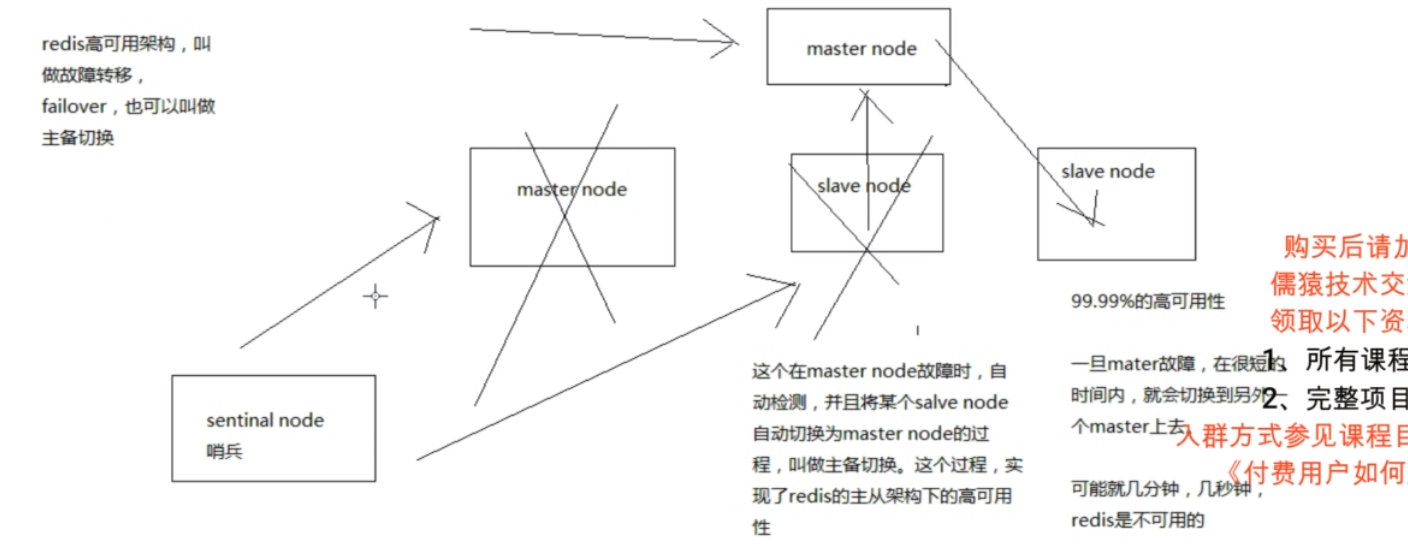 redis高可用架构，叫
做故障转移，
failover，也可以叫做
主备切换
master node
master node
slave node
slave node
sentinal node
哨兵
这个在master node故障时，自
动检测，并且将某个salve node
自动切换为master node的过
程，叫做主备切换。这个过程，实
现了redis的主从架构下的高可用
性
99.99%的高可用性
一旦mater故障，在很短的
时间内，就会切换到另外一
个master上去
可能就几分钟，几秒钟，
redis是不可用的
购买后请加
儒猿技术交
领取以下资
1、所有课程
2、完整项目
入群方式参见课程目
《付费用户如何